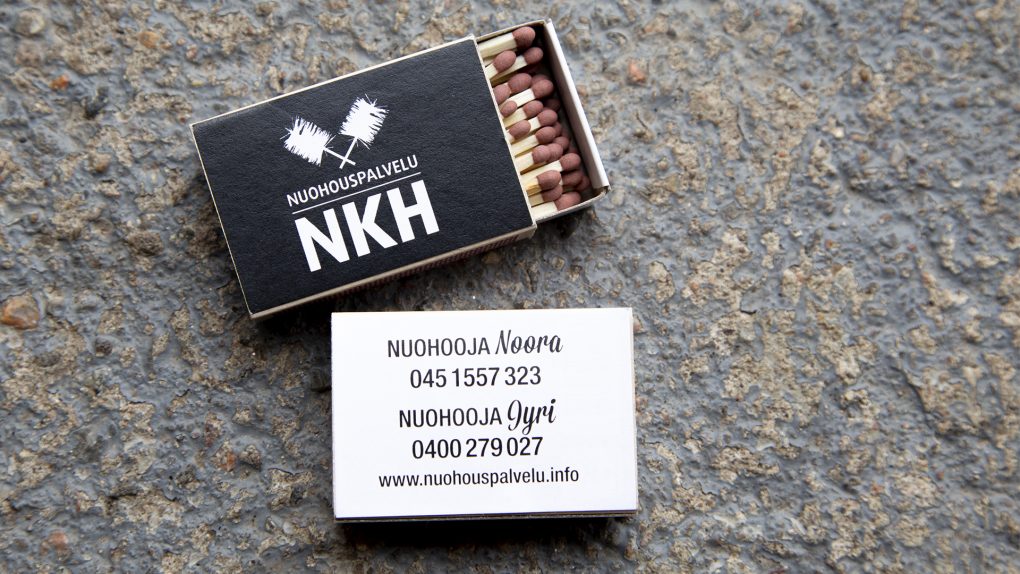 NUOHOUSPALVELU
NKH
NUOHOOJA Noora
045 1557 323
NUOHOOJA Jyri
0400 279 027
www.nuohouspalvelu.info